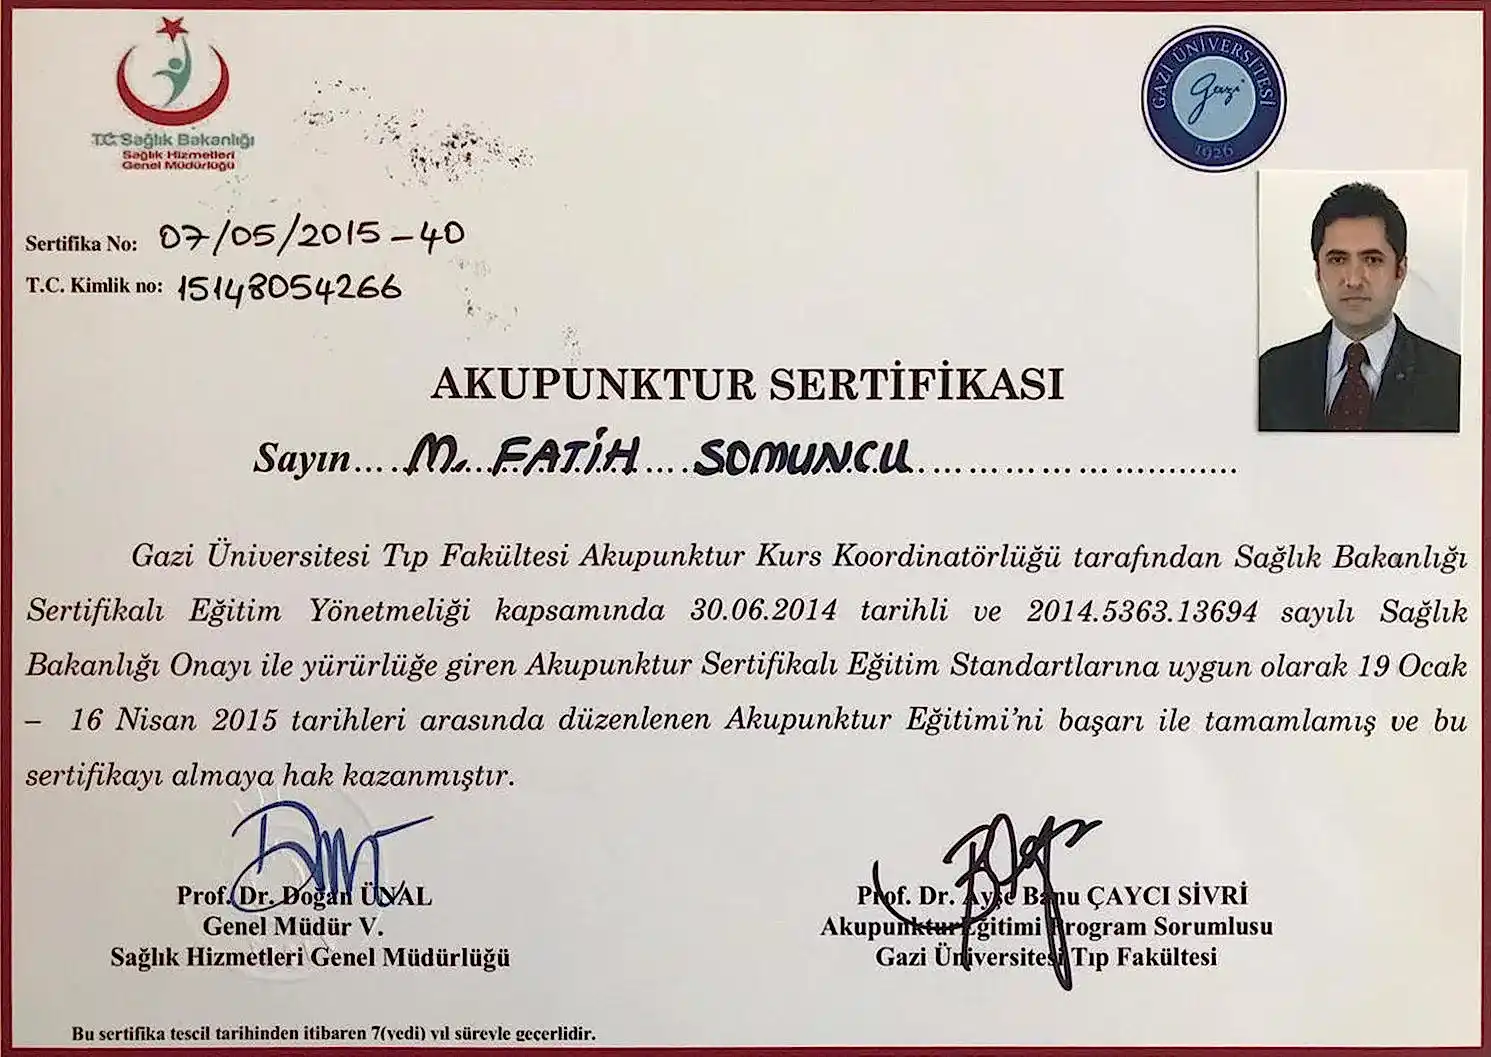 T.C. Sağlık Bakanlığı
Sağlık Hizmetleri
Genel Müdürlüğü
GAZİ ÜNİVERSİTESİ
Gazi
1926
Sertifika No: 07/05/2015-40
T.C. Kimlik no: 15148054266
AKUPUNKTUR SERTİFİKASI
Sayın....M. FATİH....SOMUNCU........................
Gazi Üniversitesi Tıp Fakültesi Akupunktur Kurs Koordinatörlüğü tarafından Sağlık Bakanlığı
Sertifikalı Eğitim Yönetmeliği kapsamında 30.06.2014 tarihli ve 2014.5363.13694 sayılı Sağlık
Bakanlığı Onayı ile yürürlüğe giren Akupunktur Sertifikalı Eğitim Standartlarına uygun olarak 19 Ocak
– 16 Nisan 2015 tarihleri arasında düzenlenen Akupunktur Eğitimi'ni başarı ile tamamlamış ve bu
sertifikayı almaya hak kazanmıştır.
Prof. Dr. Doğan ÜNAL
Genel Müdür V.
Sağlık Hizmetleri Genel Müdürlüğü
Prof. Dr. Ayşe Banu ÇAYCI SİVRİ
Akupunktur Eğitimi Program Sorumlusu
Gazi Üniversitesi Tıp Fakültesi
Bu sertifika tescil tarihinden itibaren 7(yedi) yıl süreyle geçerlidir.